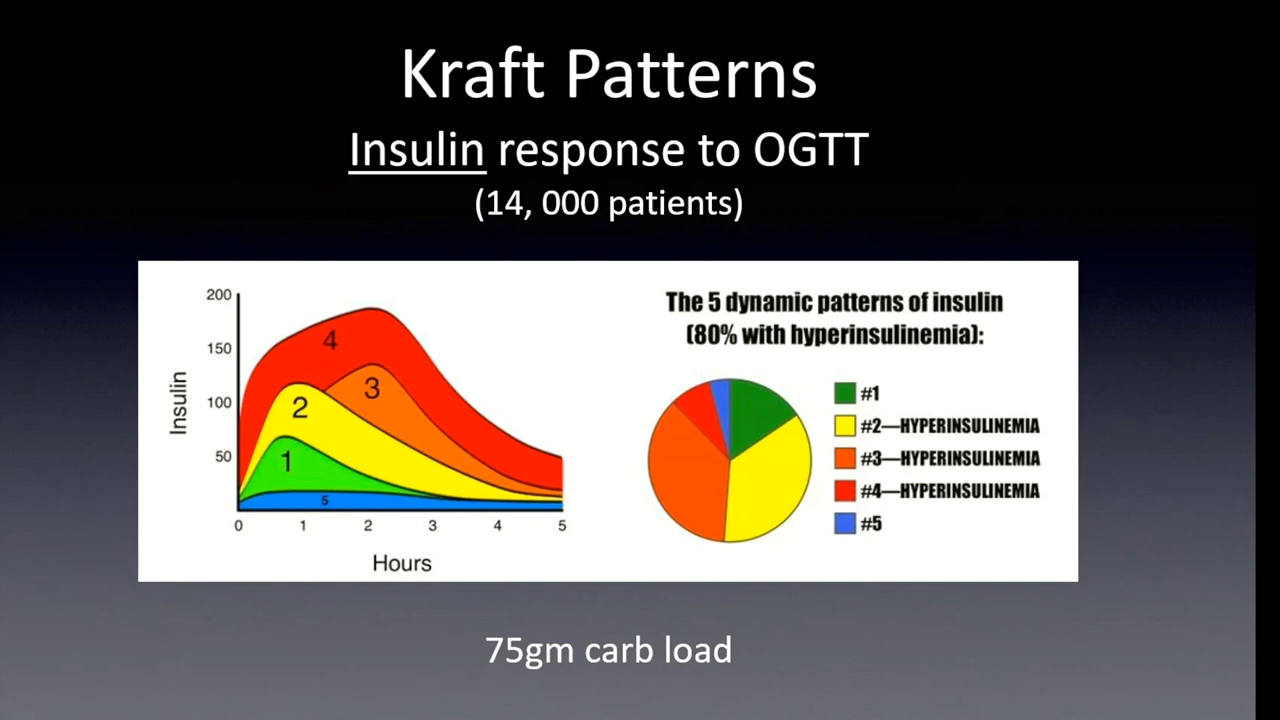 Kraft Patterns
Insulin response to OGTT
(14, 000 patients)
200
150
100
50
Insulin
4
3
2
1
5
0 1 2 3 4 5
Hours
The 5 dynamic patterns of insulin
(80% with hyperinsulinemia):
#1
#2—HYPERINSULINEMIA
#3—HYPERINSULINEMIA
#4—HYPERINSULINEMIA
#5
75gm carb load